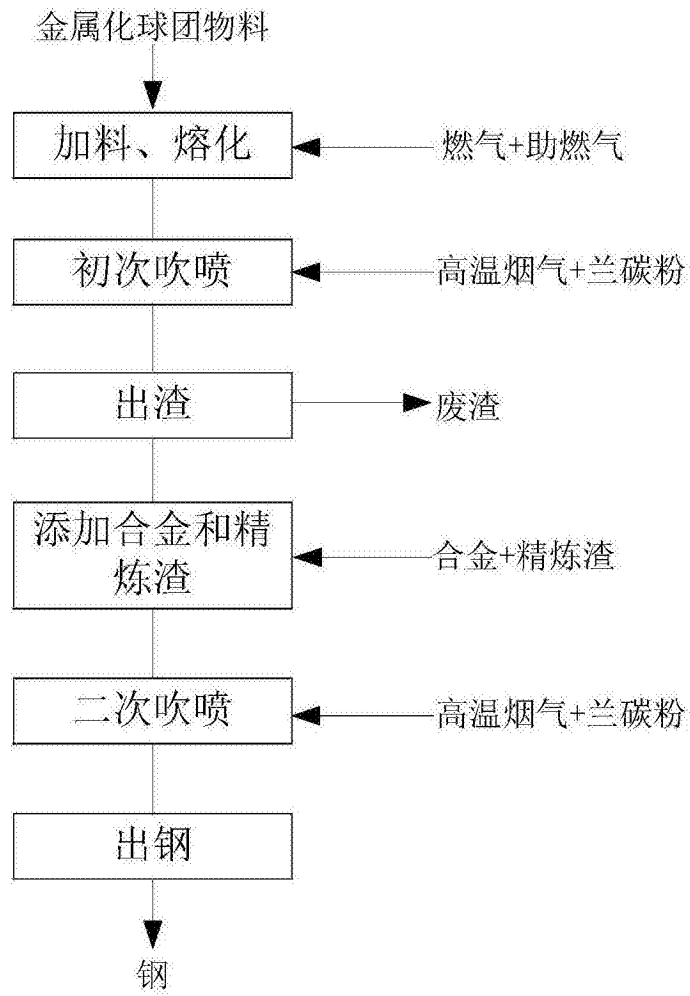 金属化球团物料
加料、熔化
燃气+助燃气
初次吹喷
高温烟气+兰碳粉
出渣
废渣
添加合金和精
炼渣
合金+精炼渣
二次吹喷
高温烟气+兰碳粉
出钢
钢